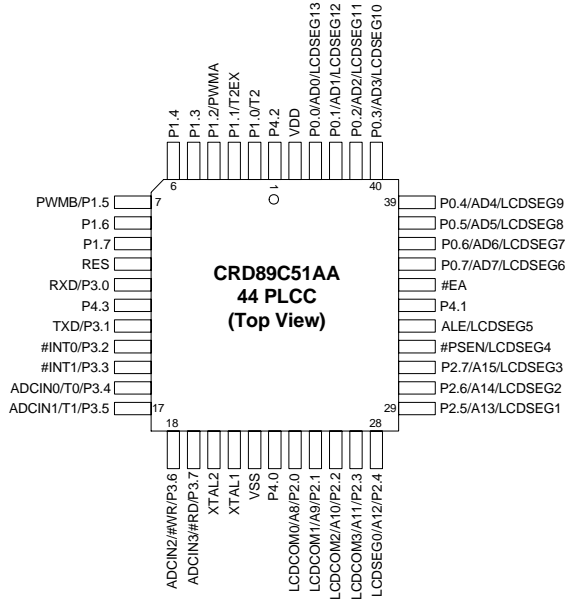 P1.4
P1.3
P1.2/PWMA
P1.1/T2EX
P1.0/T2
P4.2
VDD
P0.0/AD0/LCDSEG13
P0.1/AD1/LCDSEG12
P0.2/AD2/LCDSEG11
P0.3/AD3/LCDSEG10
6
1
40
PWMB/P1.5
P1.6
P1.7
RES
RXD/P3.0
P4.3
TXD/P3.1
#INT0/P3.2
#INT1/P3.3
ADCIN0/T0/P3.4
ADCIN1/T1/P3.5
7
17
CRD89C51AA
44 PLCC
(Top View)
39
29
P0.4/AD4/LCDSEG9
P0.5/AD5/LCDSEG8
P0.6/AD6/LCDSEG7
P0.7/AD7/LCDSEG6
#EA
P4.1
ALE/LCDSEG5
#PSEN/LCDSEG4
P2.7/A15/LCDSEG3
P2.6/A14/LCDSEG2
P2.5/A13/LCDSEG1
18
28
ADCIN2/#WR/P3.6
ADCIN3/#RD/P3.7
XTAL2
XTAL1
VSS
P4.0
LCDCOM0/A8/P2.0
LCDCOM1/A9/P2.1
LCDCOM2/A10/P2.2
LCDCOM3/A11/P2.3
LCDSEG0/A12/P2.4